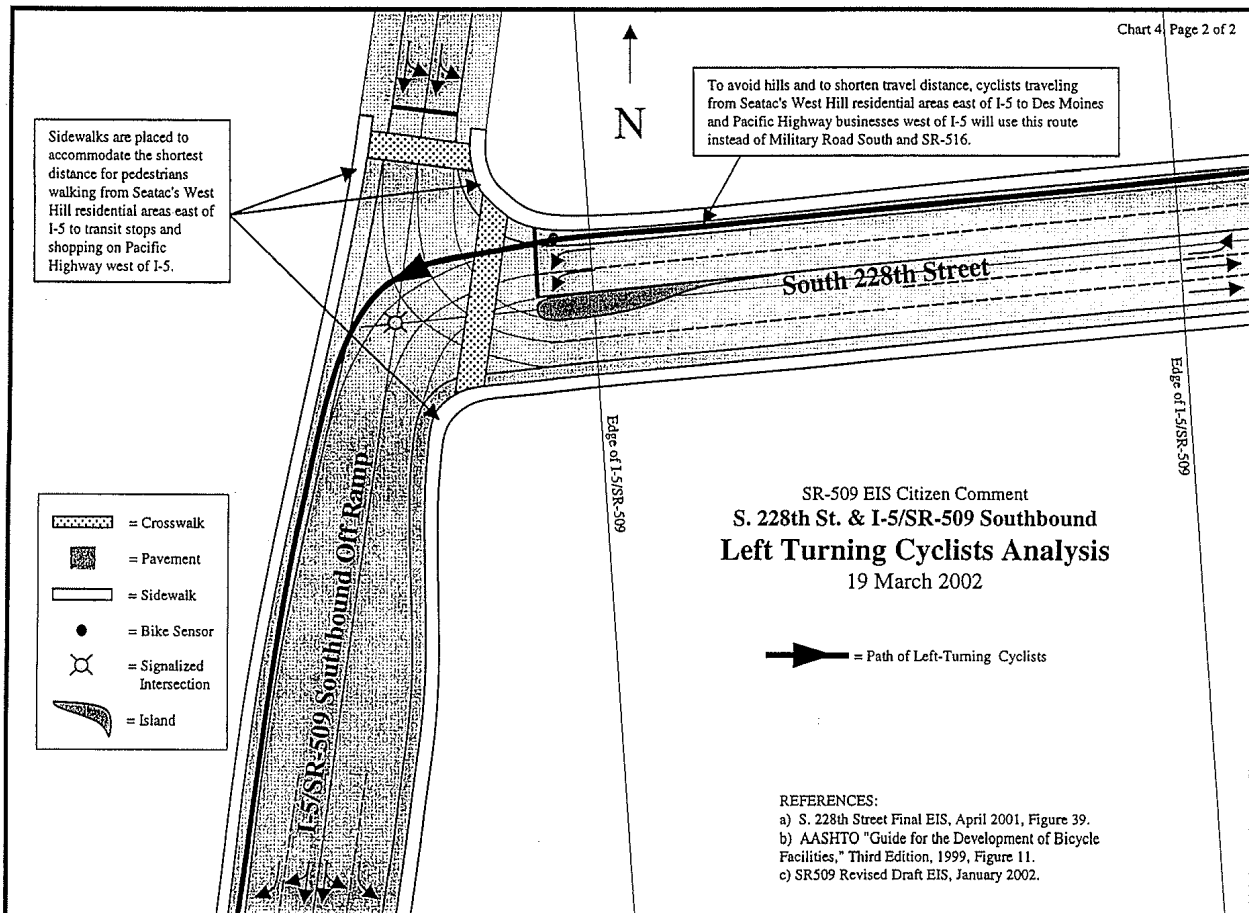 Chart 4, Page 2 of 2
To avoid hills and to shorten travel distance, cyclists traveling
from Seatac's West Hill residential areas east of I-5 to Des Moines
and Pacific Highway businesses west of I-5 will use this route
instead of Military Road South and SR-516.
N
Sidewalks are placed to
accommodate the shortest
distance for pedestrians
walking from Seatac's West
Hill residential areas east of
I-5 to transit stops and
shopping on Pacific
Highway west of I-5.
South 228th Street
Edge of I-5/SR-509
Edge of I-5/SR-509
I-5/SR-509 Southbound Off Ramp
= Crosswalk
= Pavement
= Sidewalk
= Bike Sensor
= Signalized
Intersection
= Island
SR-509 EIS Citizen Comment
S. 228th St. & I-5/SR-509 Southbound
Left Turning Cyclists Analysis
19 March 2002
= Path of Left-Turning Cyclists
REFERENCES:
a) S. 228th Street Final EIS, April 2001, Figure 39.
b) AASHTO "Guide for the Development of Bicycle
Facilities," Third Edition, 1999, Figure 11.
c) SR509 Revised Draft EIS, January 2002.